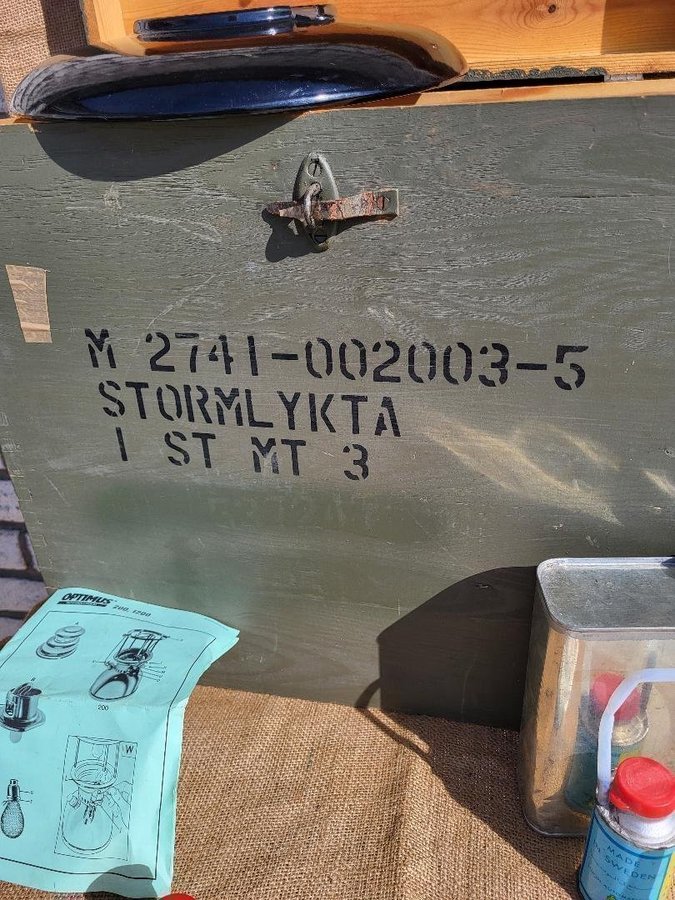 M 2741-002003-5
STORMLYKTA
1 ST MT 3
OPTIMUS
200, 1200
200
W
MADE
IN SWEDEN